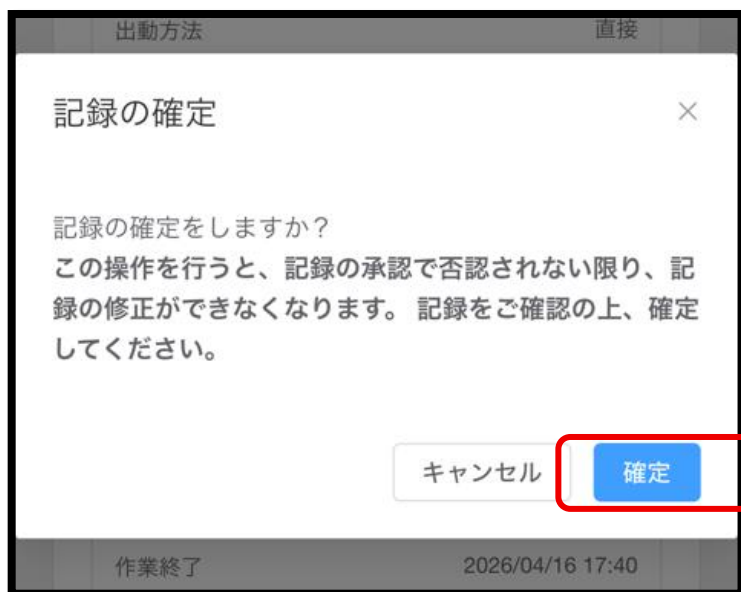 出動方法 直接
記録の確定 ×
記録の確定をしますか？
この操作を行うと、記録の承認で否認されない限り、記
録の修正ができなくなります。 記録をご確認の上、確定
してください。
キャンセル 確定
作業終了 2026/04/16 17:40